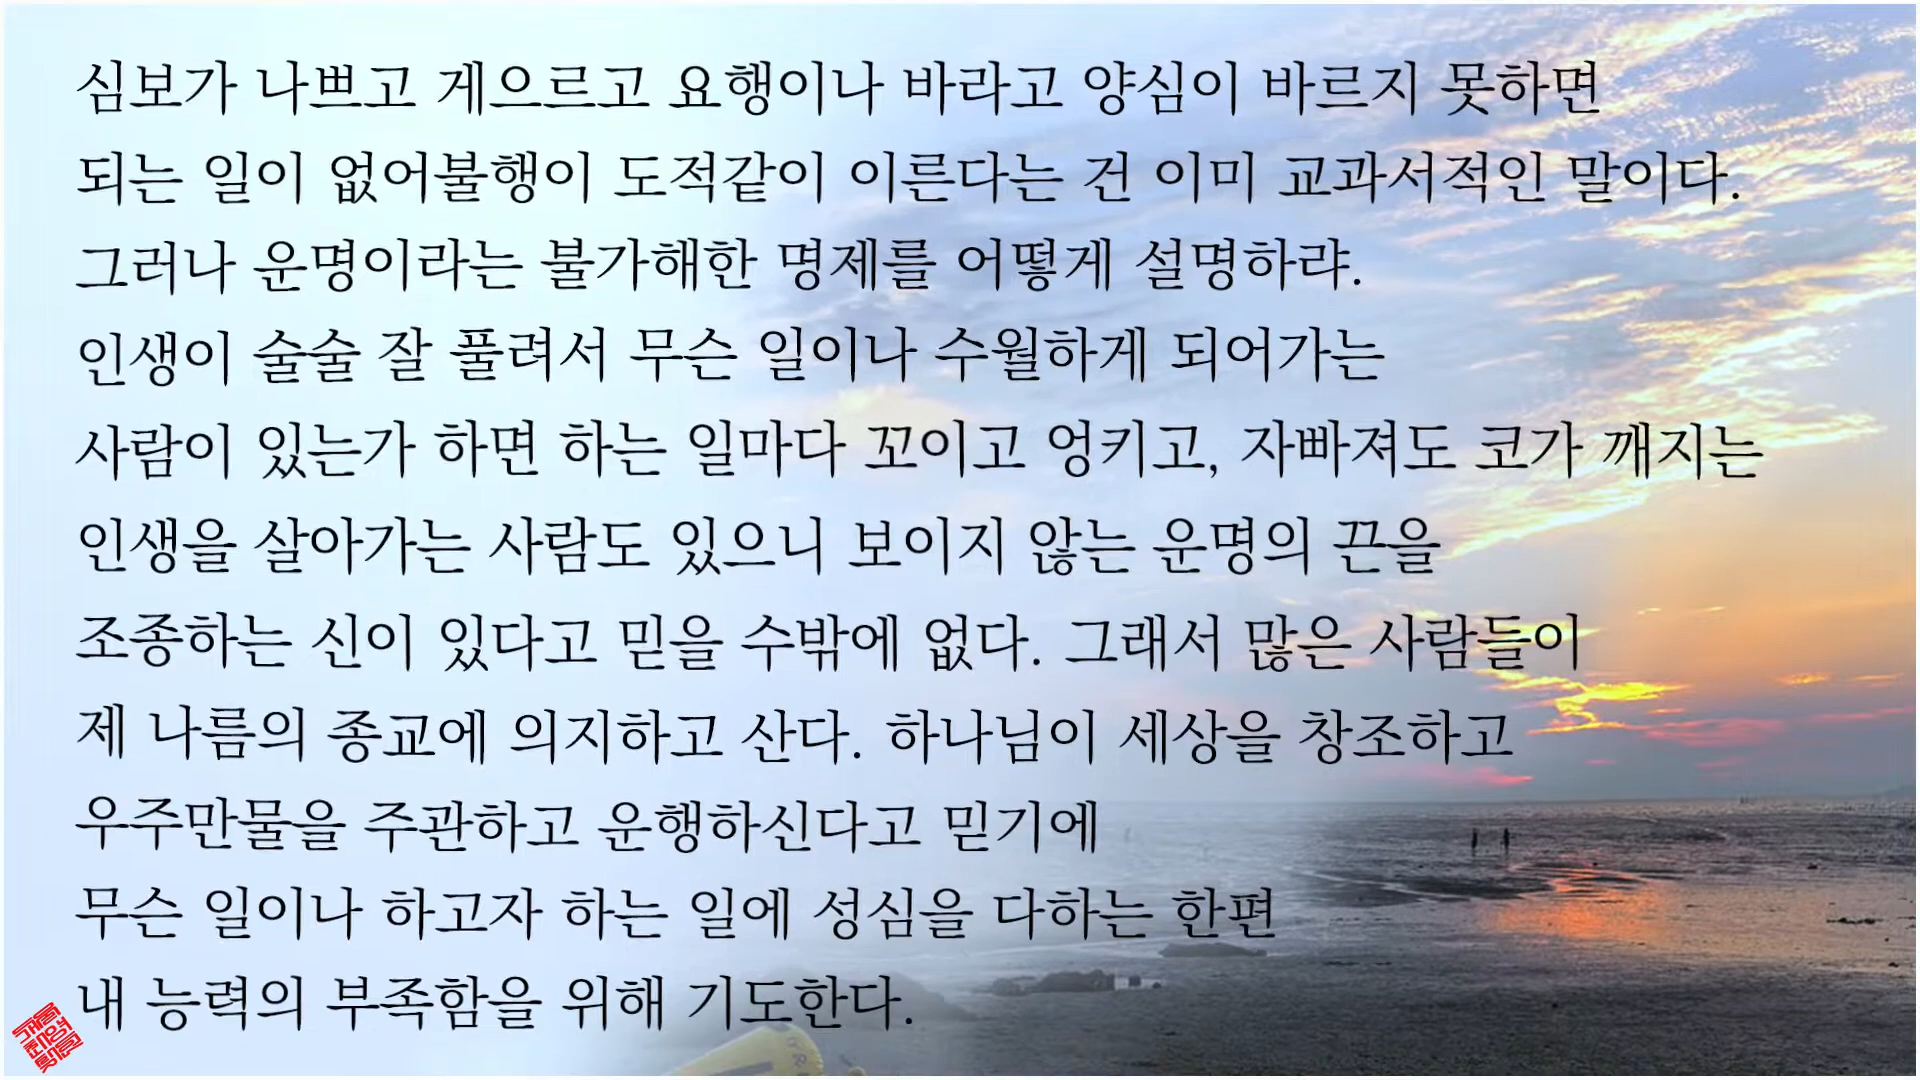 심보가 나쁘고 게으르고 요행이나 바라고 양심이 바르지 못하면
되는 일이 없어불행이 도적같이 이른다는 건 이미 교과서적인 말이다.
그러나 운명이라는 불가해한 명제를 어떻게 설명하랴.
인생이 술술 잘 풀려서 무슨 일이나 수월하게 되어가는
사람이 있는가 하면 하는 일마다 꼬이고 엉키고, 자빠져도 코가 깨지는
인생을 살아가는 사람도 있으니 보이지 않는 운명의 끈을
조종하는 신이 있다고 믿을 수밖에 없다. 그래서 많은 사람들이
제 나름의 종교에 의지하고 산다. 하나님이 세상을 창조하고
우주만물을 주관하고 운행하신다고 믿기에
무슨 일이나 하고자 하는 일에 성심을 다하는 한편
내 능력의 부족함을 위해 기도한다.